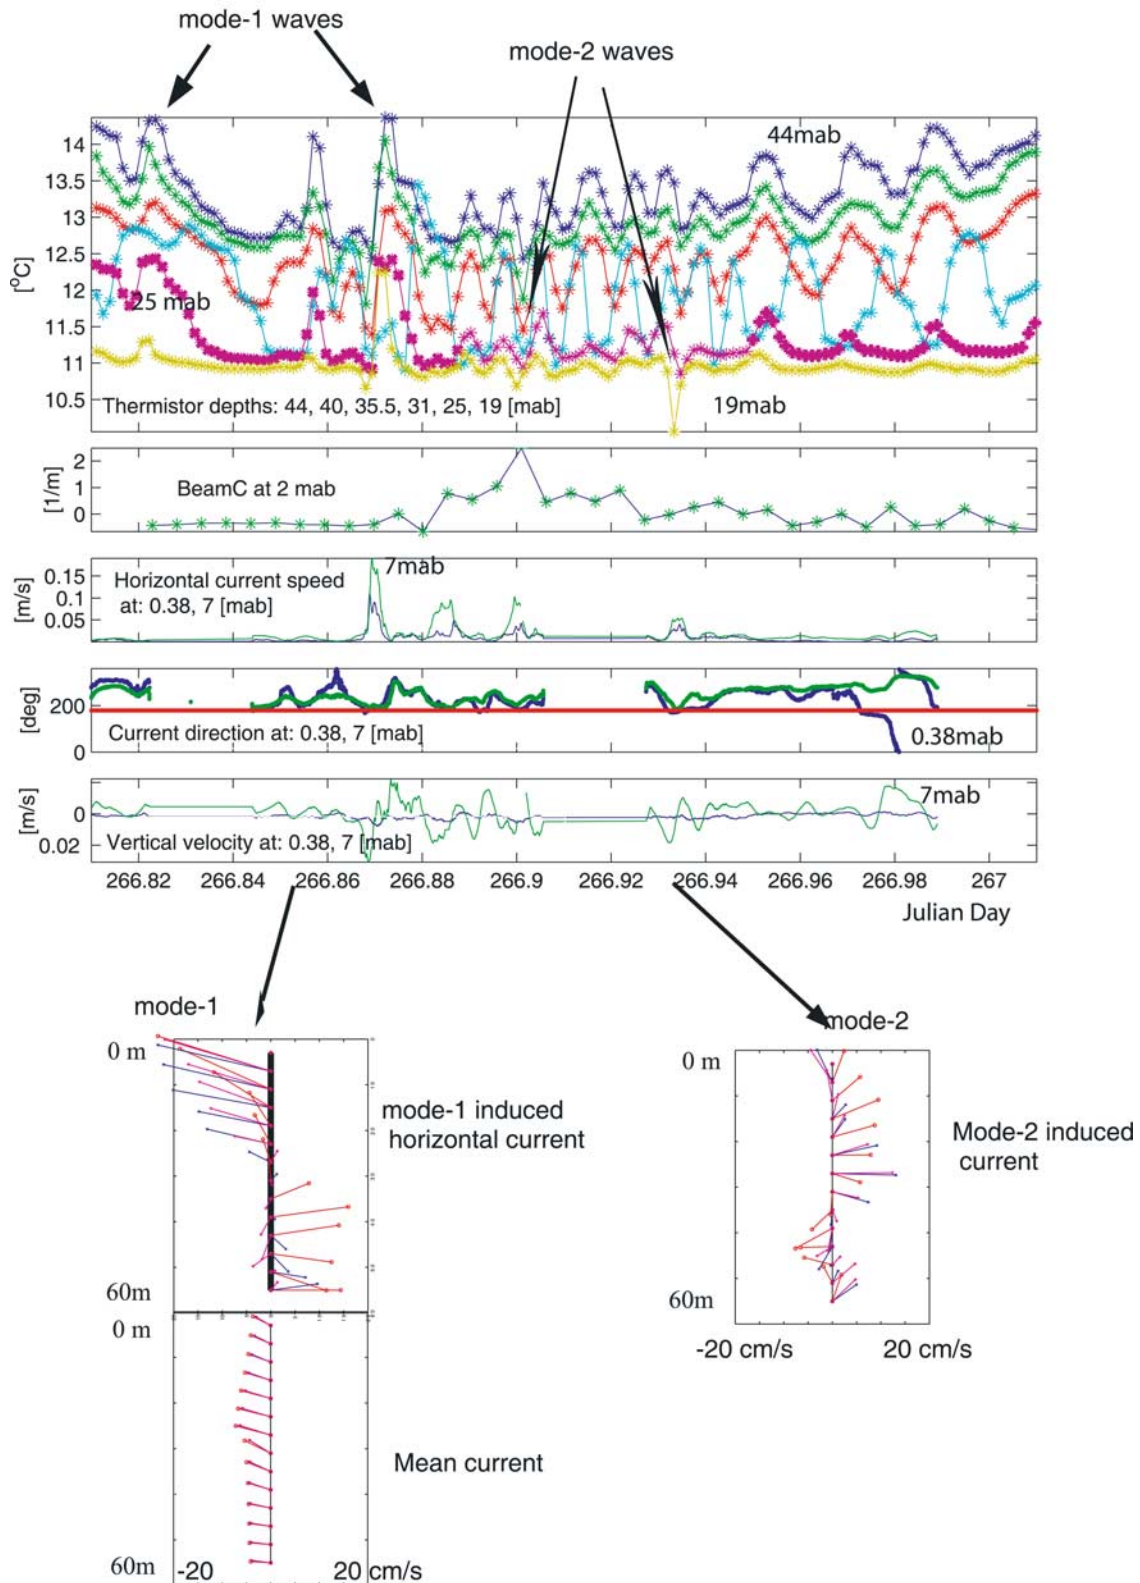 mode-1 waves
mode-2 waves
[°C]
14
13.5
13
12.5
12
11.5
11
10.5
44mab
25 mab
19mab
Thermistor depths: 44, 40, 35.5, 31, 25, 19 [mab]
[1/m]
2
1
0
BeamC at 2 mab
[m/s]
0.15
0.1
0.05
Horizontal current speed
at: 0.38, 7 [mab]
7mab
[deg]
200
0
Current direction at: 0.38, 7 [mab]
0.38mab
[m/s]
0
0.02
Vertical velocity at: 0.38, 7 [mab]
7mab
266.82 266.84 266.86 266.88 266.9 266.92 266.94 266.96 266.98 267
Julian Day
mode-1
0 m
60m
mode-1 induced
horizontal current
0 m
60m
-20 20 cm/s
Mean current
mode-2
0 m
60m
-20 cm/s 20 cm/s
Mode-2 induced
current